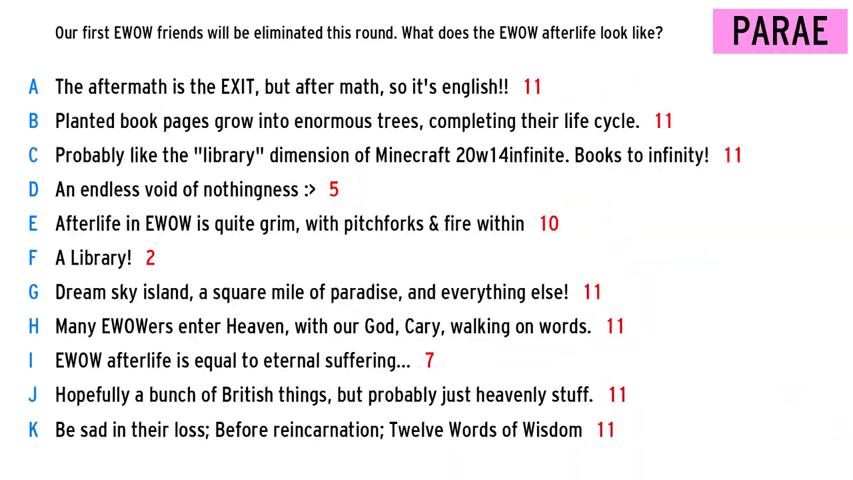 Our first EWOW friends will be eliminated this round. What does the EWOW afterlife look like?
PARAE
A The aftermath is the EXIT, but after math, so it's english!! 11
B Planted book pages grow into enormous trees, completing their life cycle. 11
C Probably like the "library" dimension of Minecraft 20w14infinite. Books to infinity! 11
D An endless void of nothingness :> 5
E Afterlife in EWOW is quite grim, with pitchforks & fire within 10
F A Library! 2
G Dream sky island, a square mile of paradise, and everything else! 11
H Many EWOWers enter Heaven, with our God, Cary, walking on words. 11
I EWOW afterlife is equal to eternal suffering... 7
J Hopefully a bunch of British things, but probably just heavenly stuff. 11
K Be sad in their loss; Before reincarnation; Twelve Words of Wisdom 11